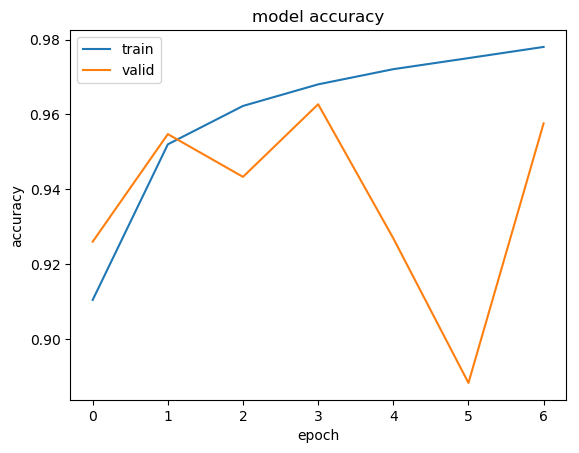 model accuracy
train
valid
0.98
0.96
0.94
0.92
0.90
accuracy
0 1 2 3 4 5 6
epoch